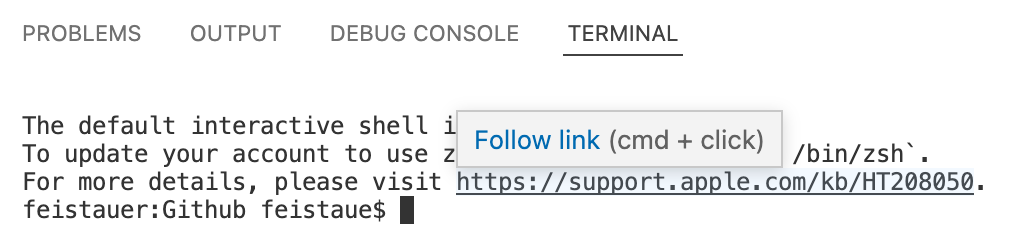 PROBLEMS OUTPUT DEBUG CONSOLE TERMINAL
The default interactive shell i
Follow link (cmd + click)
To update your account to use z /bin/zsh`.
For more details, please visit https://support.apple.com/kb/HT208050.
feistauer:Github feistaue$